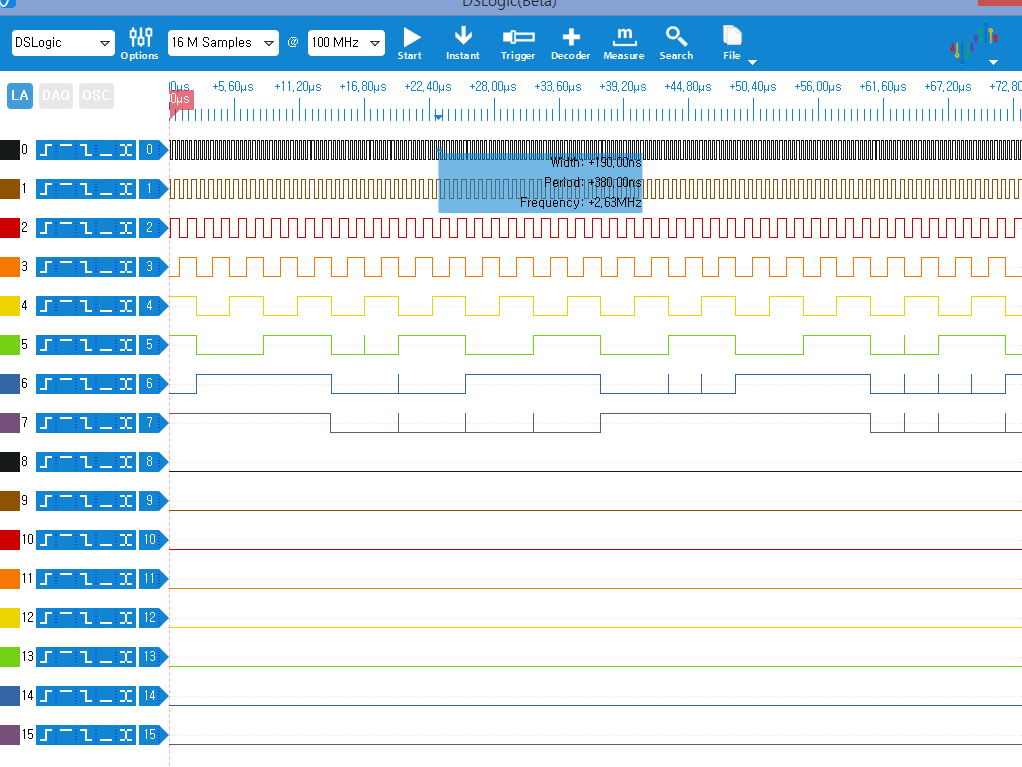 DSLogic(Beta)
DSLogic Options 16 M Samples @ 100 MHz Start Instant Trigger Decoder Measure Search File
LA DAQ OSC
0µs +5,60µs +11,20µs +16,80µs +22,40µs +28,00µs +33,60µs +39,20µs +44,80µs +50,40µs +56,00µs +61,60µs +67,20µs +72,80
0µs
0 0
Width: +190,00ns
1 1
Period: +380,00ns
Frequency: +2,63MHz
2 2
3 3
4 4
5 5
6 6
7 7
8 8
9 9
10 10
11 11
12 12
13 13
14 14
15 15